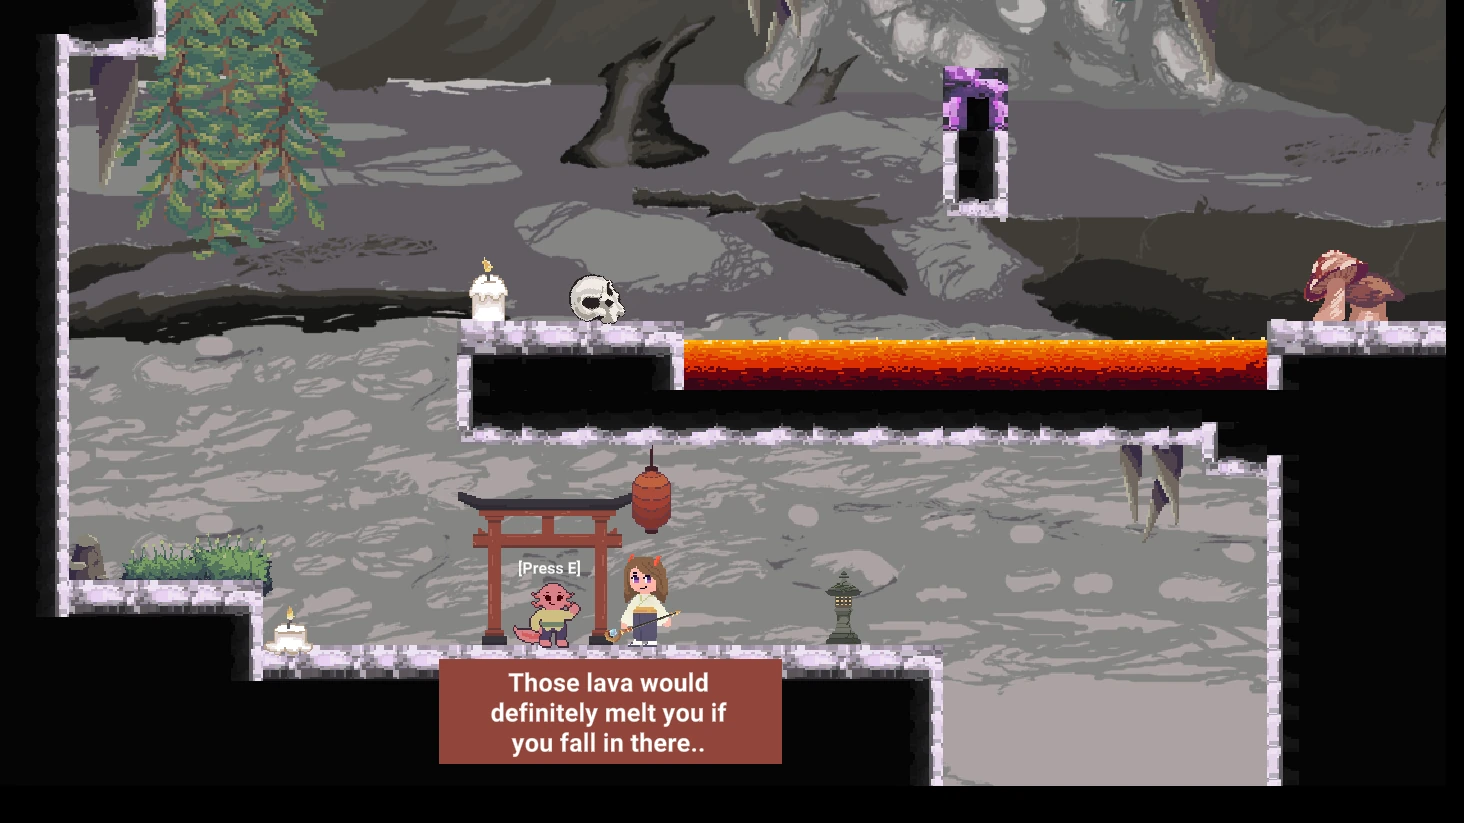 [Press E]
Those lava would
definitely melt you if
you fall in there..